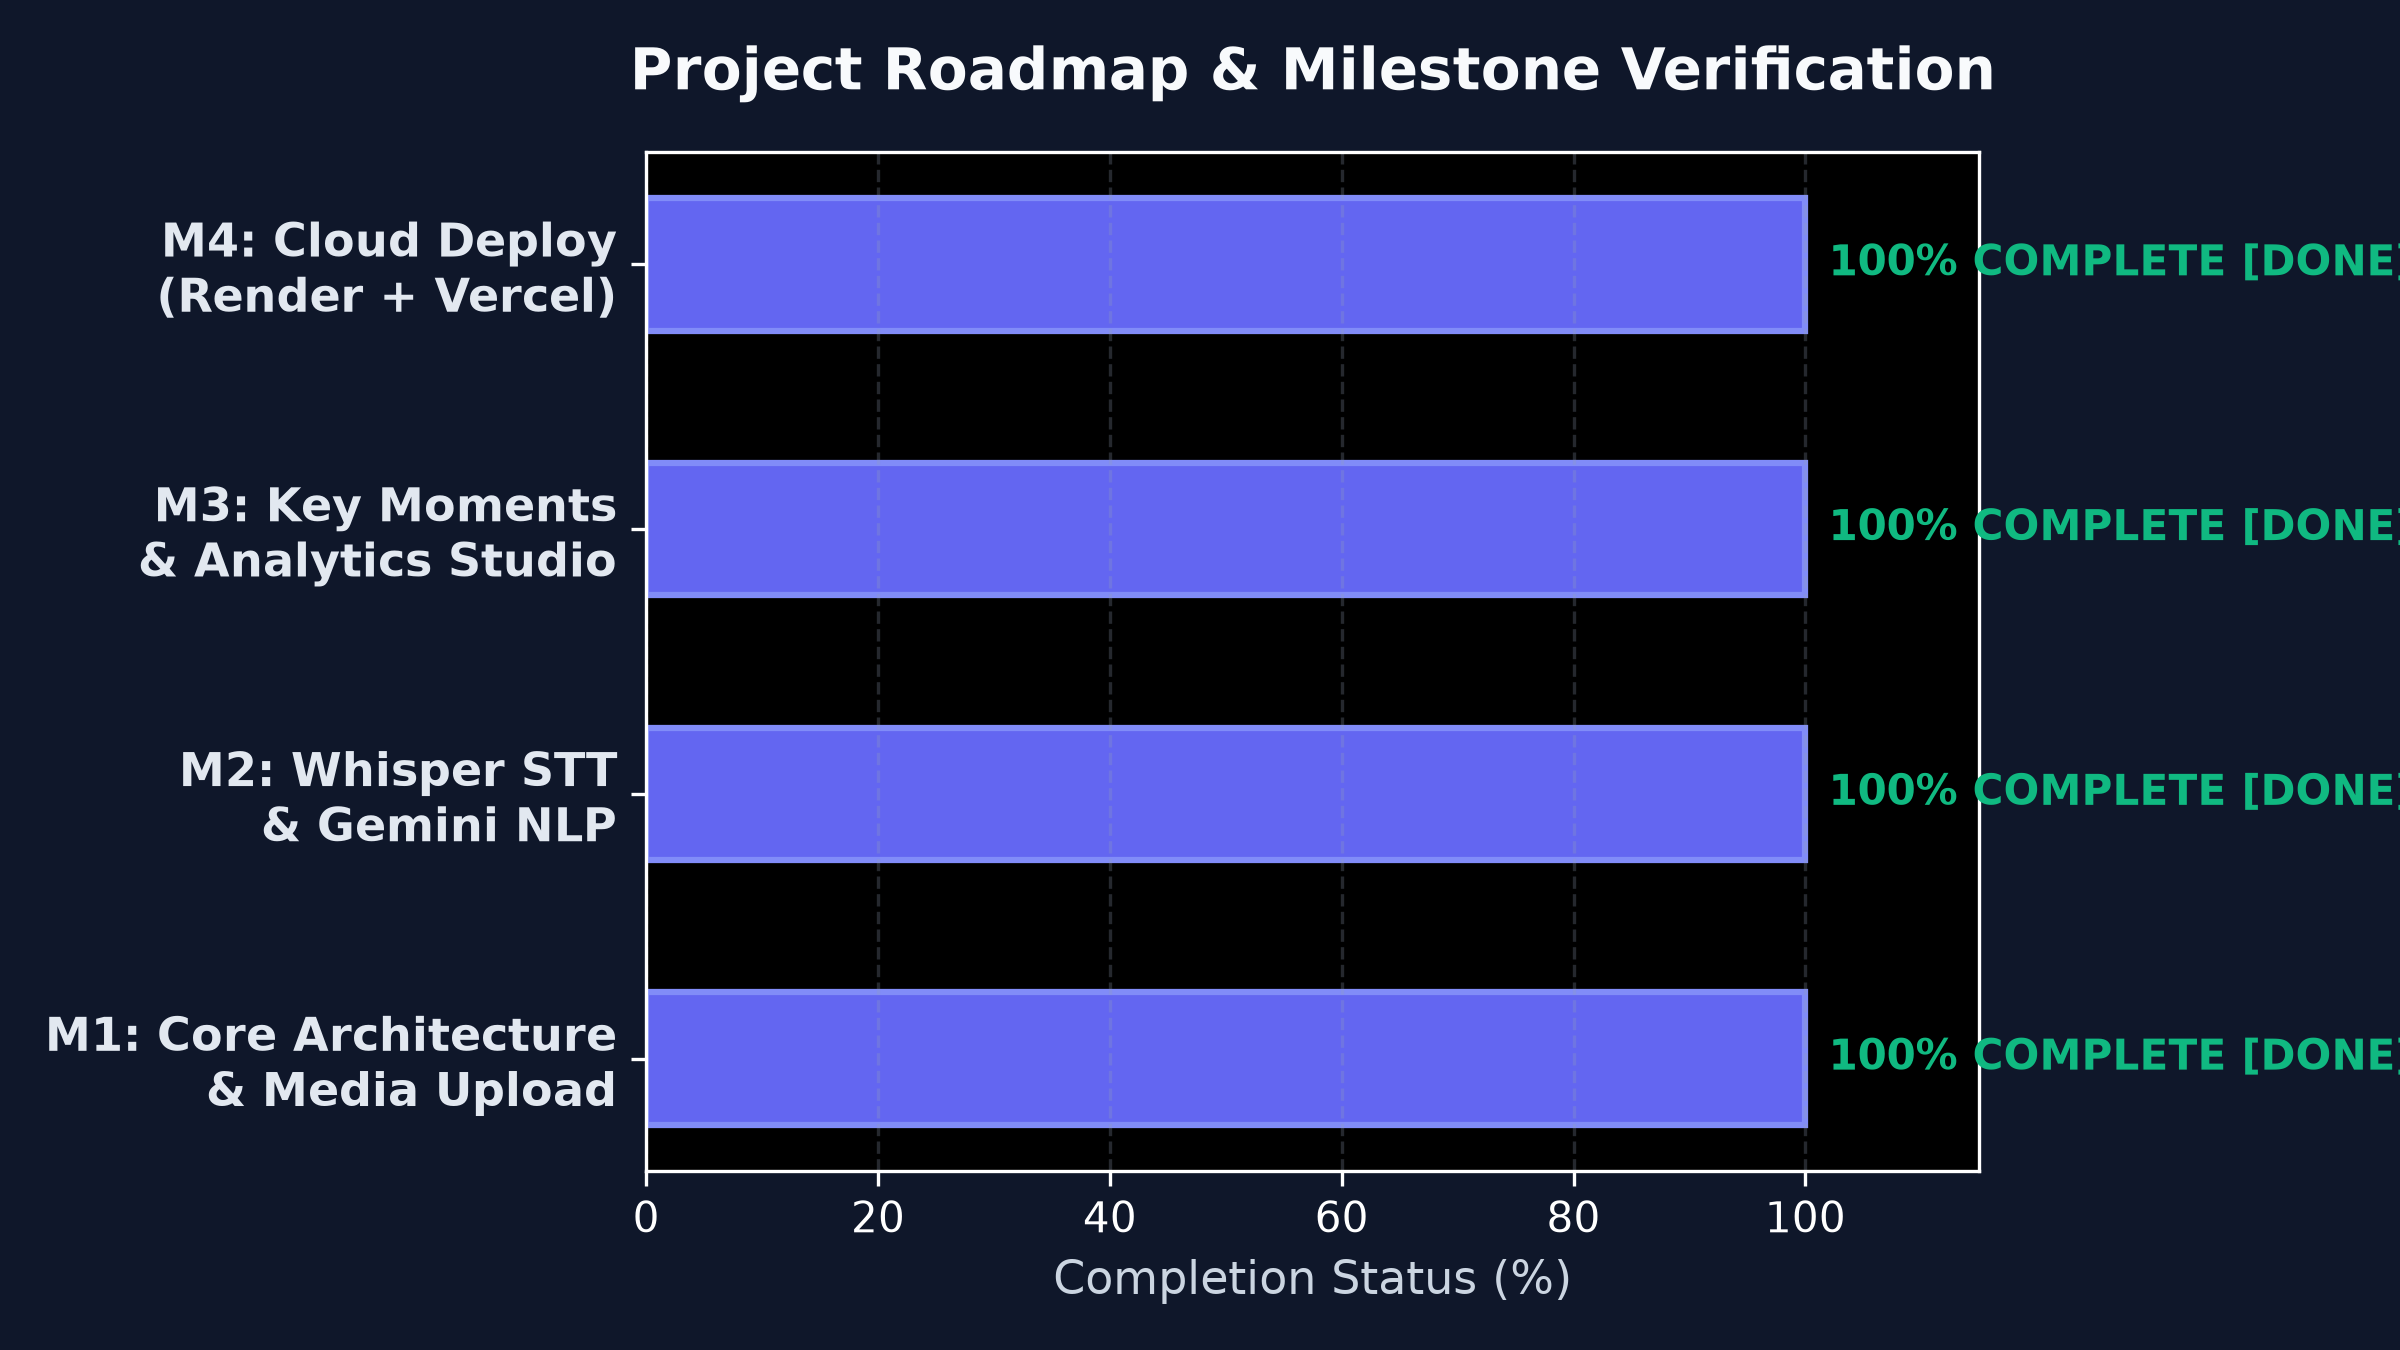 Project Roadmap & Milestone Verification
M4: Cloud Deploy
(Render + Vercel)
100% COMPLETE [DONE]
M3: Key Moments
& Analytics Studio
100% COMPLETE [DONE]
M2: Whisper STT
& Gemini NLP
100% COMPLETE [DONE]
M1: Core Architecture
& Media Upload
100% COMPLETE [DONE]
0 20 40 60 80 100
Completion Status (%)